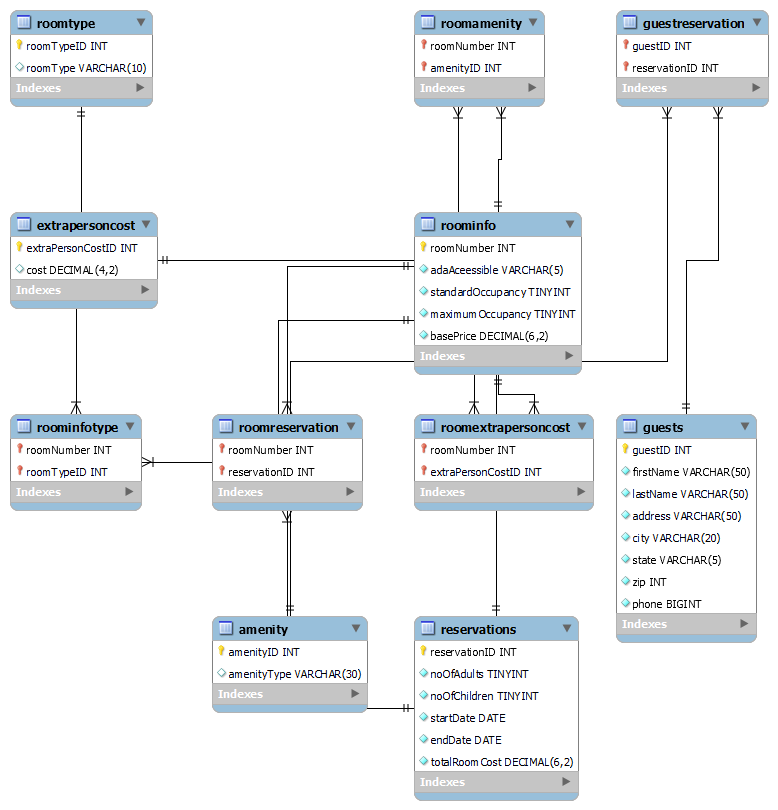 roomtype
roomTypeID INT
roomType VARCHAR(10)
Indexes
roomamenity
roomNumber INT
amenityID INT
Indexes
guestreservation
guestID INT
reservationID INT
Indexes
extrapersoncost
extraPersonCostID INT
cost DECIMAL(4,2)
Indexes
roominfo
roomNumber INT
adaAceessible VARCHAR(5)
standardOccupancy TINYINT
maximumOccupancy TINYINT
basePrice DECIMAL(6,2)
Indexes
roominfotype
roomNumber INT
roomTypeID INT
Indexes
roomreservation
roomNumber INT
reservationID INT
Indexes
roomextrapersoncost
roomNumber INT
extraPersonCostID INT
Indexes
guests
guestID INT
firstName VARCHAR(50)
lastName VARCHAR(50)
address VARCHAR(50)
city VARCHAR(20)
state VARCHAR(5)
zip INT
phone BIGINT
Indexes
amenity
amenityID INT
amenityType VARCHAR(30)
Indexes
reservations
reservationID INT
noOfAdults TINYINT
noOfChildren TINYINT
startDate DATE
endDate DATE
totalRoomCost DECIMAL(6,2)
Indexes